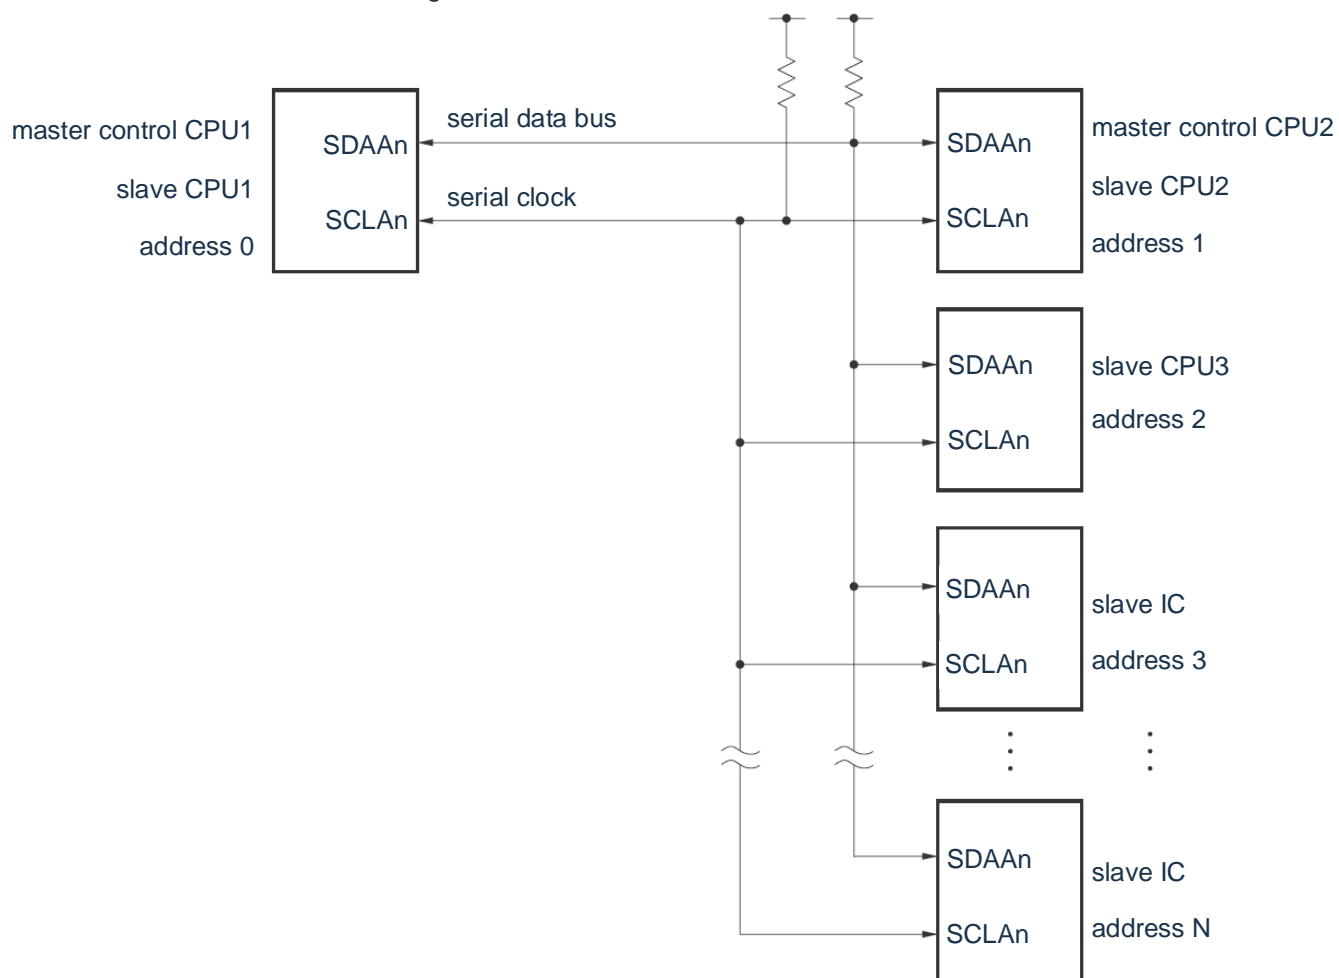 master control CPU1
slave CPU1
address 0
SDAAn
SCLAn
serial data bus
serial clock
SDAAn
SCLAn
master control CPU2
slave CPU2
address 1
SDAAn
SCLAn
slave CPU3
address 2
SDAAn
SCLAn
slave IC
address 3
SDAAn
SCLAn
slave IC
address N